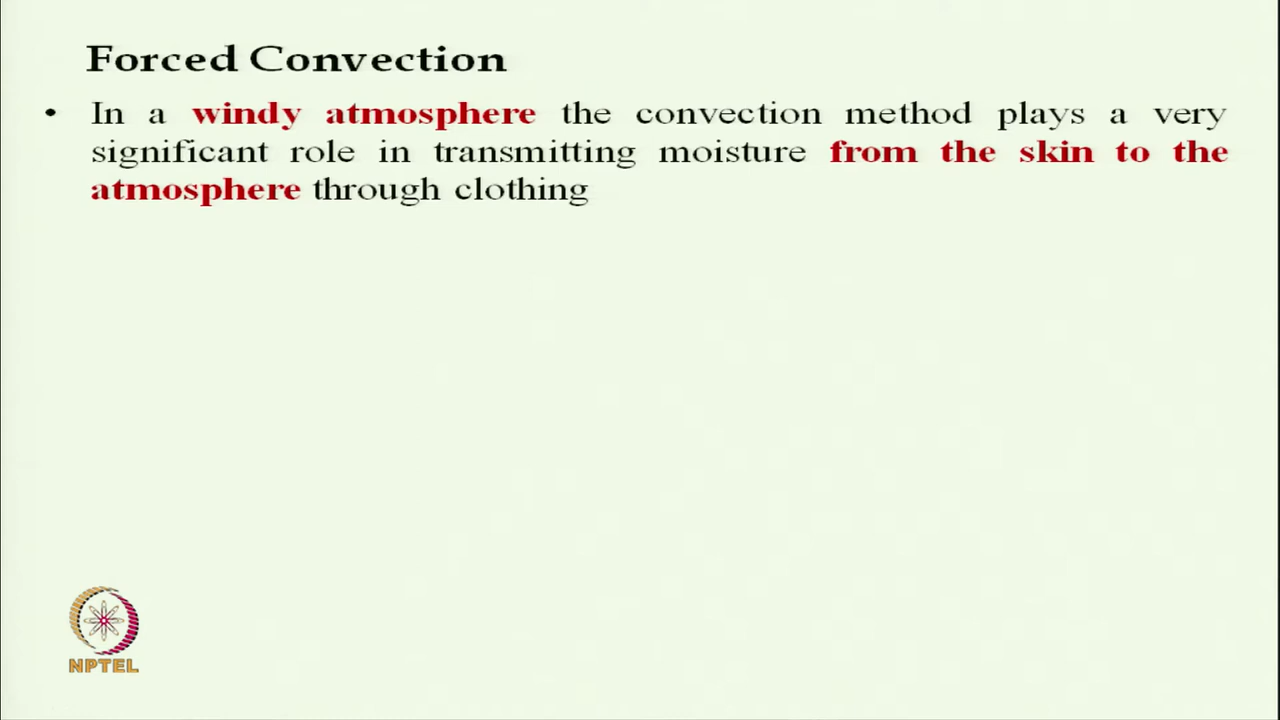 Forced Convection
• In a windy atmosphere the convection method plays a very
significant role in transmitting moisture from the skin to the
atmosphere through clothing
NPTEL